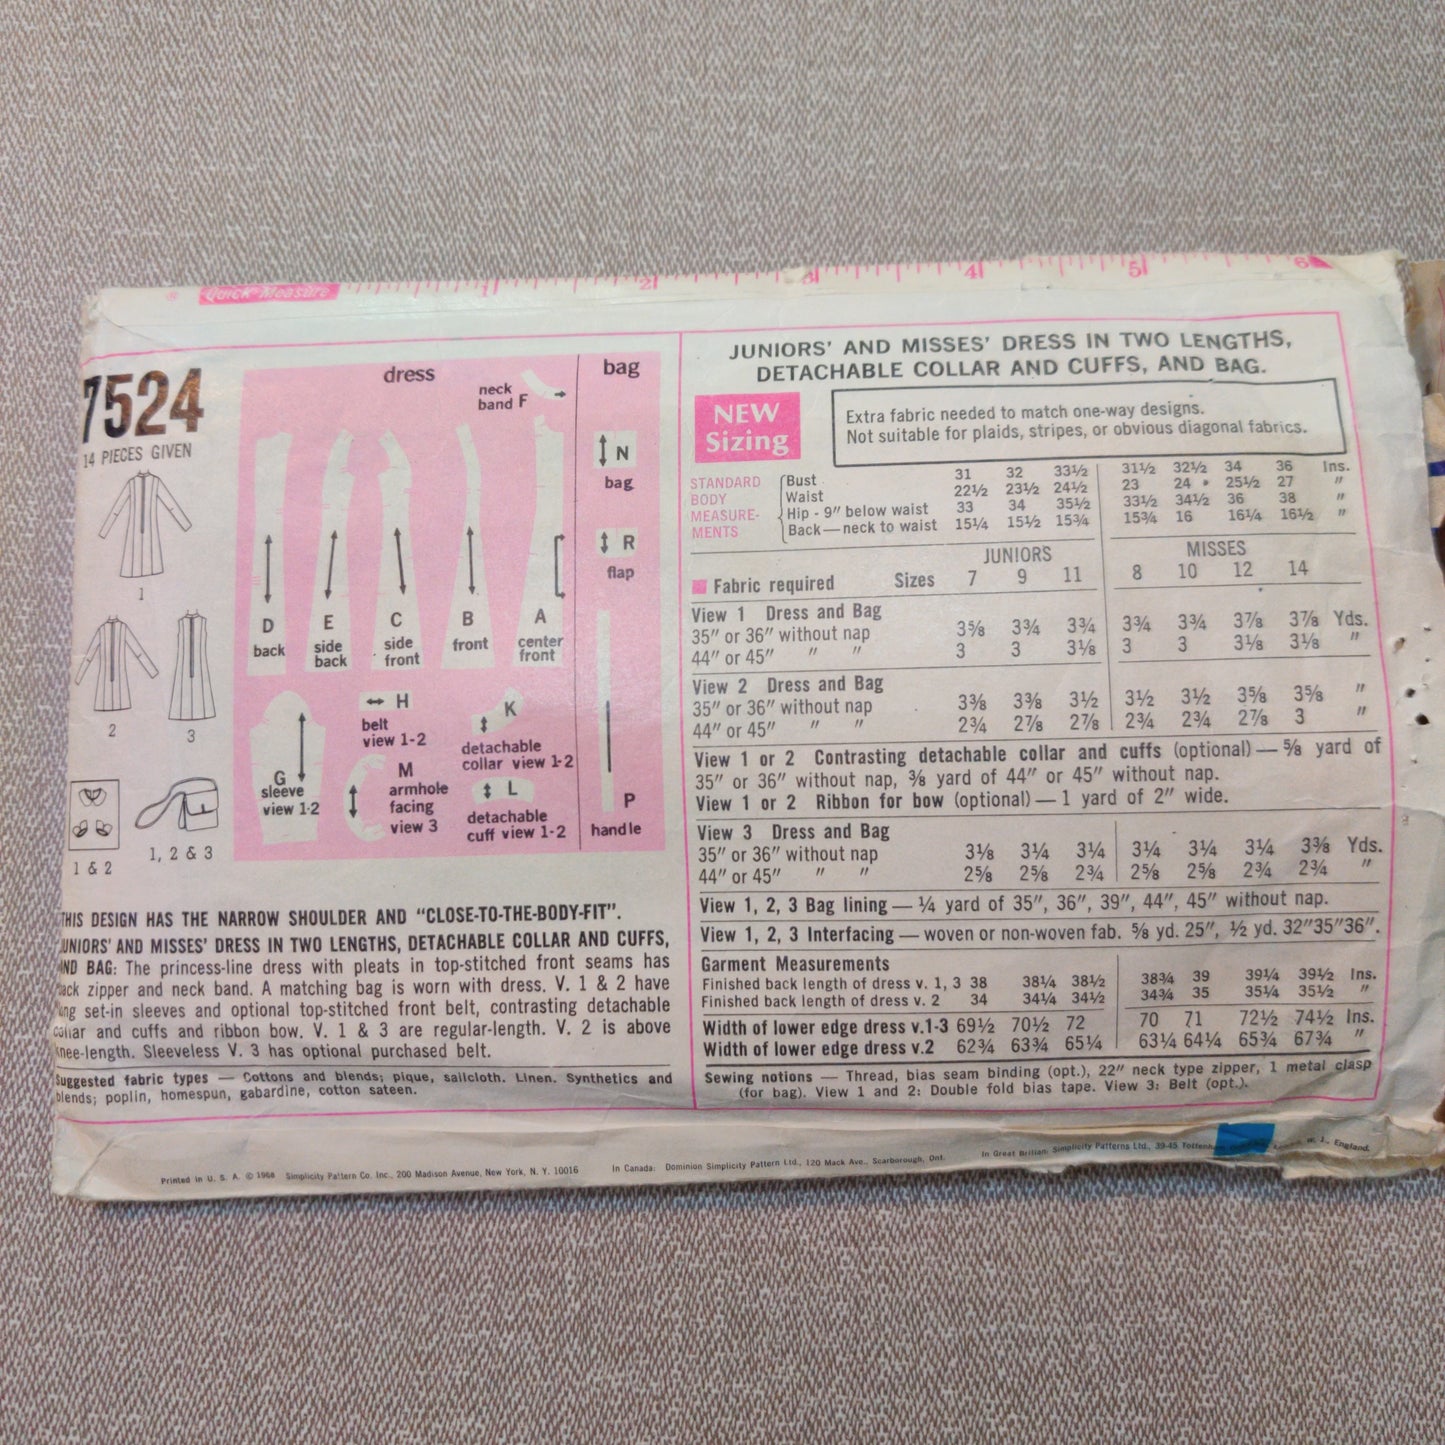 Quick Measure 1 2 3 4 5 6
7524
14 PIECES GIVEN
1
2
3
1 & 2
1, 2 & 3
dress
bag
neck
band F
N
bag
R
flap
D
back
E
side
back
C
side
front
B
front
A
center
front
G
sleeve
view 1-2
H
belt
view 1-2
M
armhole
facing
view 3
K
detachable
collar view 1-2
L
detachable
cuff view 1-2
P
handle
THIS DESIGN HAS THE NARROW SHOULDER AND "CLOSE-TO-THE-BODY-FIT".
JUNIORS' AND MISSES' DRESS IN TWO LENGTHS, DETACHABLE COLLAR AND CUFFS,
AND BAG: The princess-line dress with pleats in top-stitched front seams has
back zipper and neck band. A matching bag is worn with dress. V. 1 & 2 have
long set-in sleeves and optional top-stitched front belt, contrasting detachable
collar and cuffs and ribbon bow. V. 1 & 3 are regular-length. V. 2 is above
knee-length. Sleeveless V. 3 has optional purchased belt.
Suggested fabric types — Cottons and blends; pique, sailcloth. Linen. Synthetics and
blends; poplin, homespun, gabardine, cotton sateen.
JUNIORS' AND MISSES' DRESS IN TWO LENGTHS,
DETACHABLE COLLAR AND CUFFS, AND BAG.
NEW
Sizing
Extra fabric needed to match one-way designs.
Not suitable for plaids, stripes, or obvious diagonal fabrics.
STANDARD
BODY
MEASURE-
MENTS
Bust 31 32 33½ 31½ 32½ 34 36 Ins.
Waist 22½ 23½ 24½ 23 24 25½ 27 "
Hip - 9" below waist 33 34 35½ 33½ 34½ 36 38 "
Back — neck to waist 15¼ 15½ 15¾ 15¾ 16 16¼ 16½ "
JUNIORS MISSES
Fabric required Sizes 7 9 11 8 10 12 14
View 1 Dress and Bag
35" or 36" without nap 3⅝ 3¾ 3¾ 3¾ 3¾ 3⅞ 3⅞ Yds.
44" or 45" " " 3 3 3⅛ 3 3 3⅛ 3⅛ "
View 2 Dress and Bag
35" or 36" without nap 3⅜ 3⅜ 3½ 3½ 3½ 3⅝ 3⅝ "
44" or 45" " " 2¾ 2⅞ 2⅞ 2¾ 2¾ 2⅞ 3 "
View 1 or 2 Contrasting detachable collar and cuffs (optional) — ⅝ yard of
35" or 36" without nap, ⅜ yard of 44" or 45" without nap.
View 1 or 2 Ribbon for bow (optional) — 1 yard of 2" wide.
View 3 Dress and Bag
35" or 36" without nap 3⅛ 3¼ 3¼ 3¼ 3¼ 3¼ 3⅜ Yds.
44" or 45" " " 2⅝ 2⅝ 2¾ 2⅝ 2⅝ 2¾ 2¾ "
View 1, 2, 3 Bag lining — ¼ yard of 35", 36", 39", 44", 45" without nap.
View 1, 2, 3 Interfacing — woven or non-woven fab. ⅝ yd. 25", ½ yd. 32"35"36".
Garment Measurements
Finished back length of dress v. 1, 3 38 38¼ 38½ 38¾ 39 39¼ 39½ Ins.
Finished back length of dress v. 2 34 34¼ 34½ 34¾ 35 35¼ 35½ "
Width of lower edge dress v.1-3 69½ 70½ 72 70 71 72½ 74½ Ins.
Width of lower edge dress v.2 62¾ 63¾ 65¼ 63¼ 64¼ 65¾ 67¾ "
Sewing notions — Thread, bias seam binding (opt.), 22" neck type zipper, 1 metal clasp
(for bag). View 1 and 2: Double fold bias tape. View 3: Belt (opt.).
Printed in U. S. A. © 1968 Simplicity Pattern Co. Inc., 200 Madison Avenue, New York, N. Y. 10016 In Canada: Dominion Simplicity Pattern Ltd., 120 Mack Ave., Scarborough, Ont. In Great Britian: Simplicity Patterns Ltd., 39-45 W. 1., England.